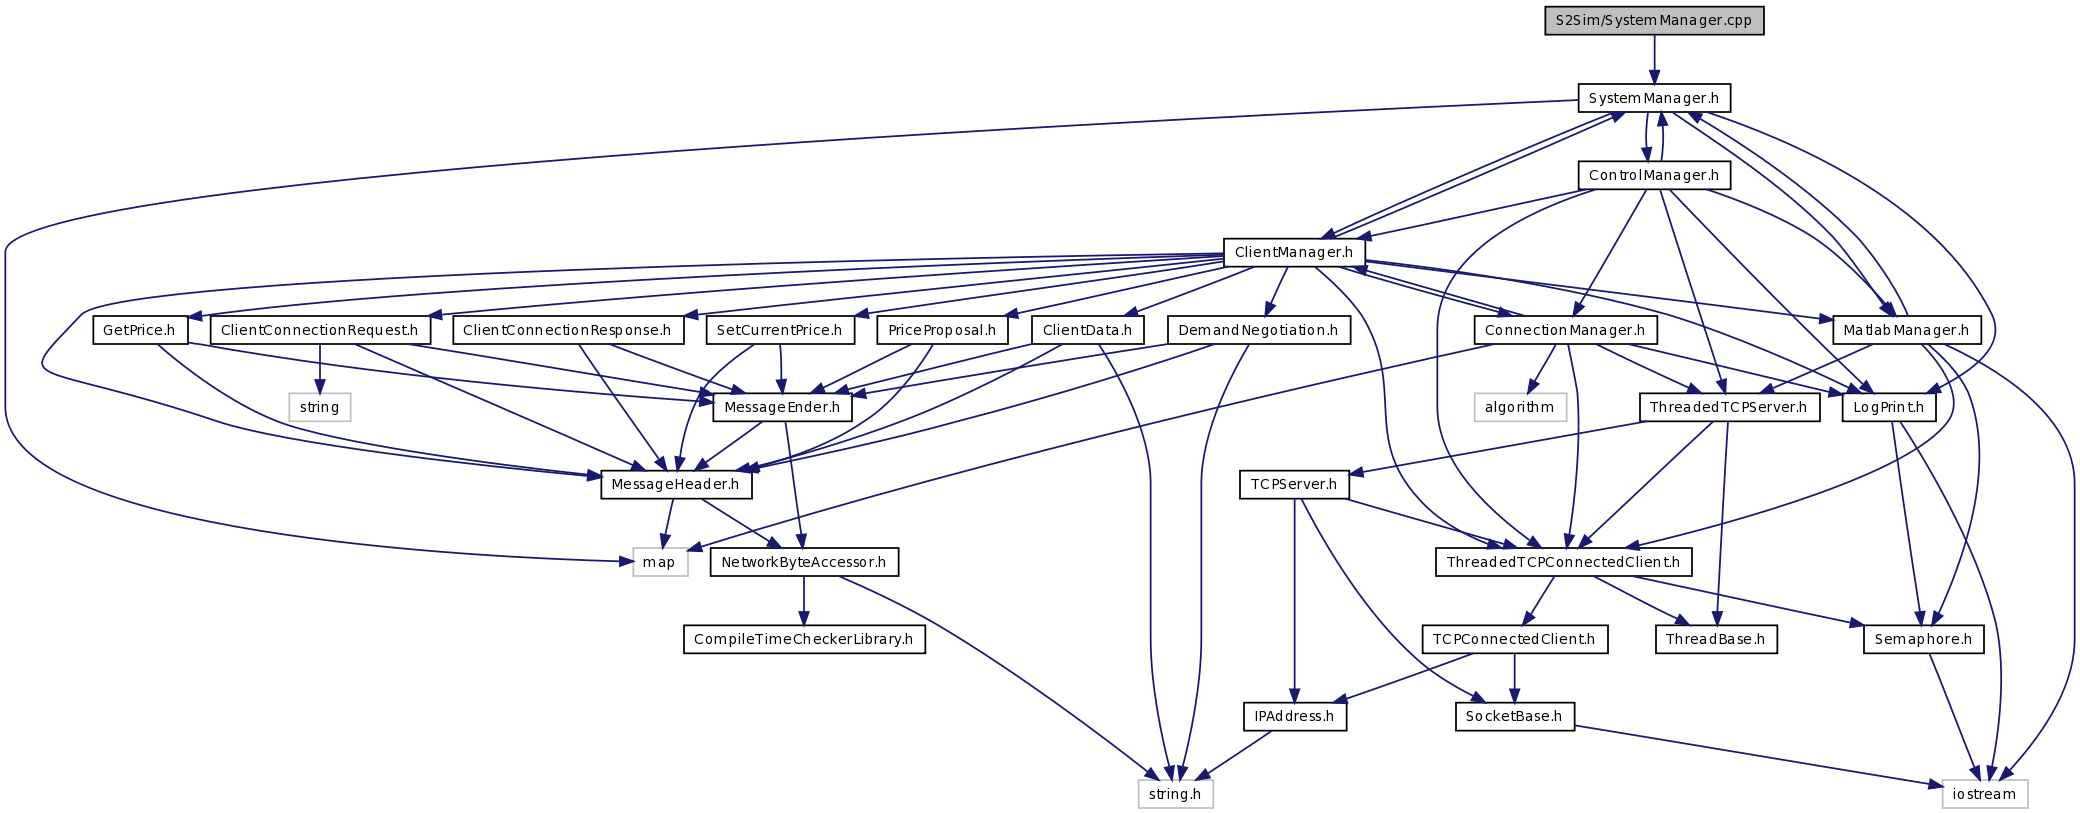 S2Sim/SystemManager.cpp
SystemManager.h
ControlManager.h
ClientManager.h
GetPrice.h
ClientConnectionRequest.h
ClientConnectionResponse.h
SetCurrentPrice.h
PriceProposal.h
ClientData.h
DemandNegotiation.h
ConnectionManager.h
MatlabManager.h
string
MessageEnder.h
algorithm
ThreadedTCPServer.h
LogPrint.h
MessageHeader.h
TCPServer.h
map
NetworkByteAccessor.h
ThreadedTCPConnectedClient.h
CompileTimeCheckerLibrary.h
TCPConnectedClient.h
ThreadBase.h
Semaphore.h
IPAddress.h
SocketBase.h
string.h
iostream